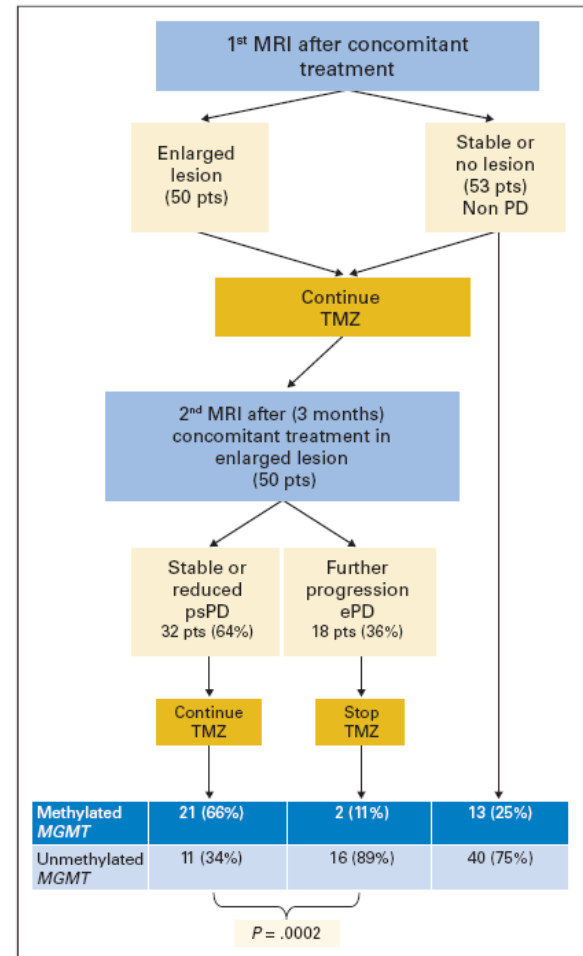 1st MRI after concomitant
treatment
Enlarged
lesion
(50 pts)
Stable or
no lesion
(53 pts)
Non PD
Continue
TMZ
2nd MRI after (3 months)
concomitant treatment in
enlarged lesion
(50 pts)
Stable or
reduced
psPD
32 pts (64%)
Further
progression
ePD
18 pts (36%)
Continue
TMZ
Stop
TMZ
Methylated
MGMT
21 (66%)
2 (11%)
13 (25%)
Unmethylated
MGMT
11 (34%)
16 (89%)
40 (75%)
P = .0002